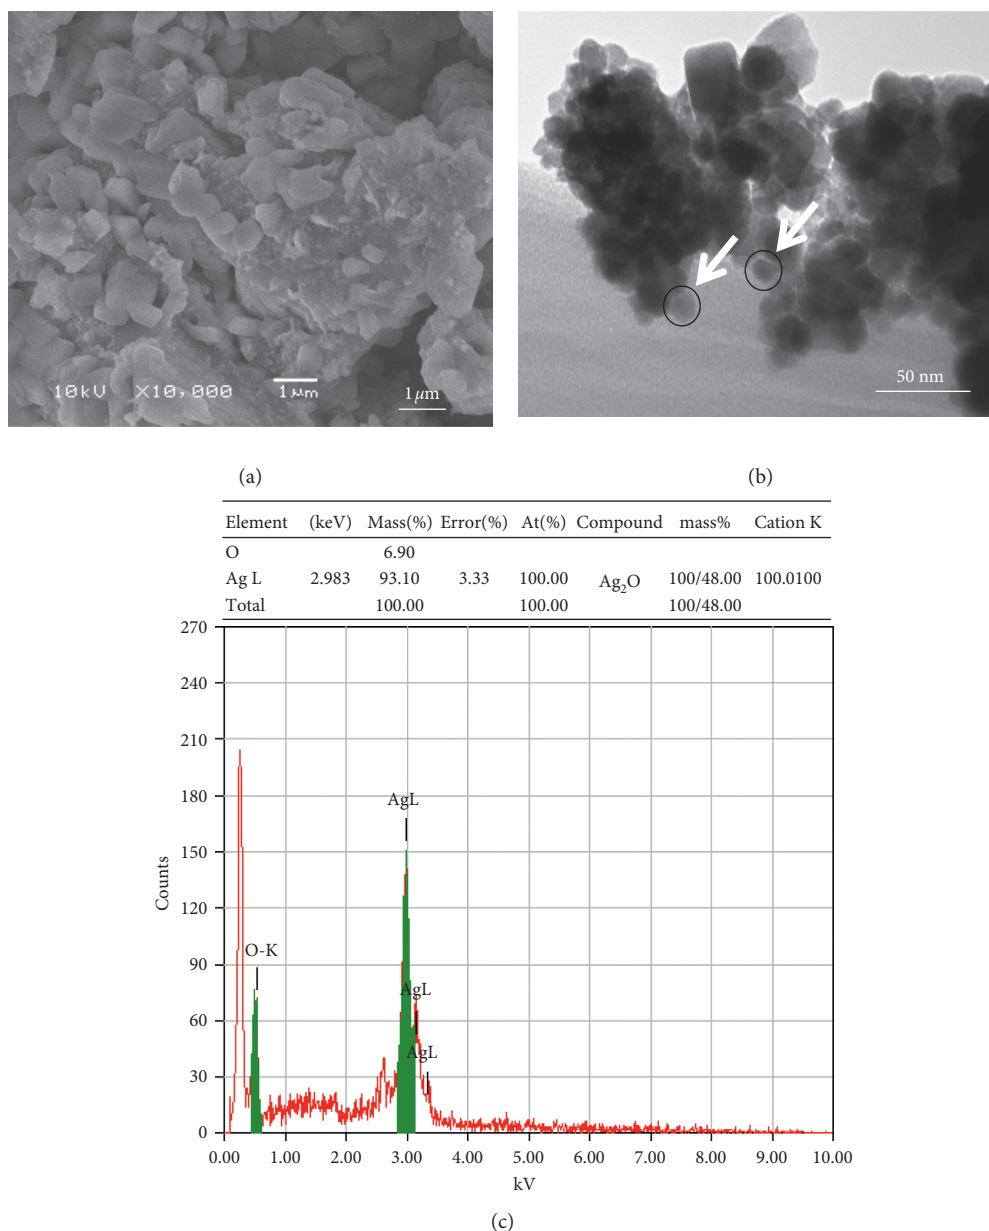 10kV X10,000 1μm
1 μm
50 nm
(a)
(b)
Element (keV) Mass(%) Error(%) At(%) Compound mass% Cation K
O 6.90
Ag L 2.983 93.10 3.33 100.00 Ag₂O 100/48.00 100.0100
Total 100.00 100.00 100/48.00
270
240
210
180
150
120
90
60
30
0
Counts
AgL
O-K
AgL
AgL
0.00 1.00 2.00 3.00 4.00 5.00 6.00 7.00 8.00 9.00 10.00
kV
(c)